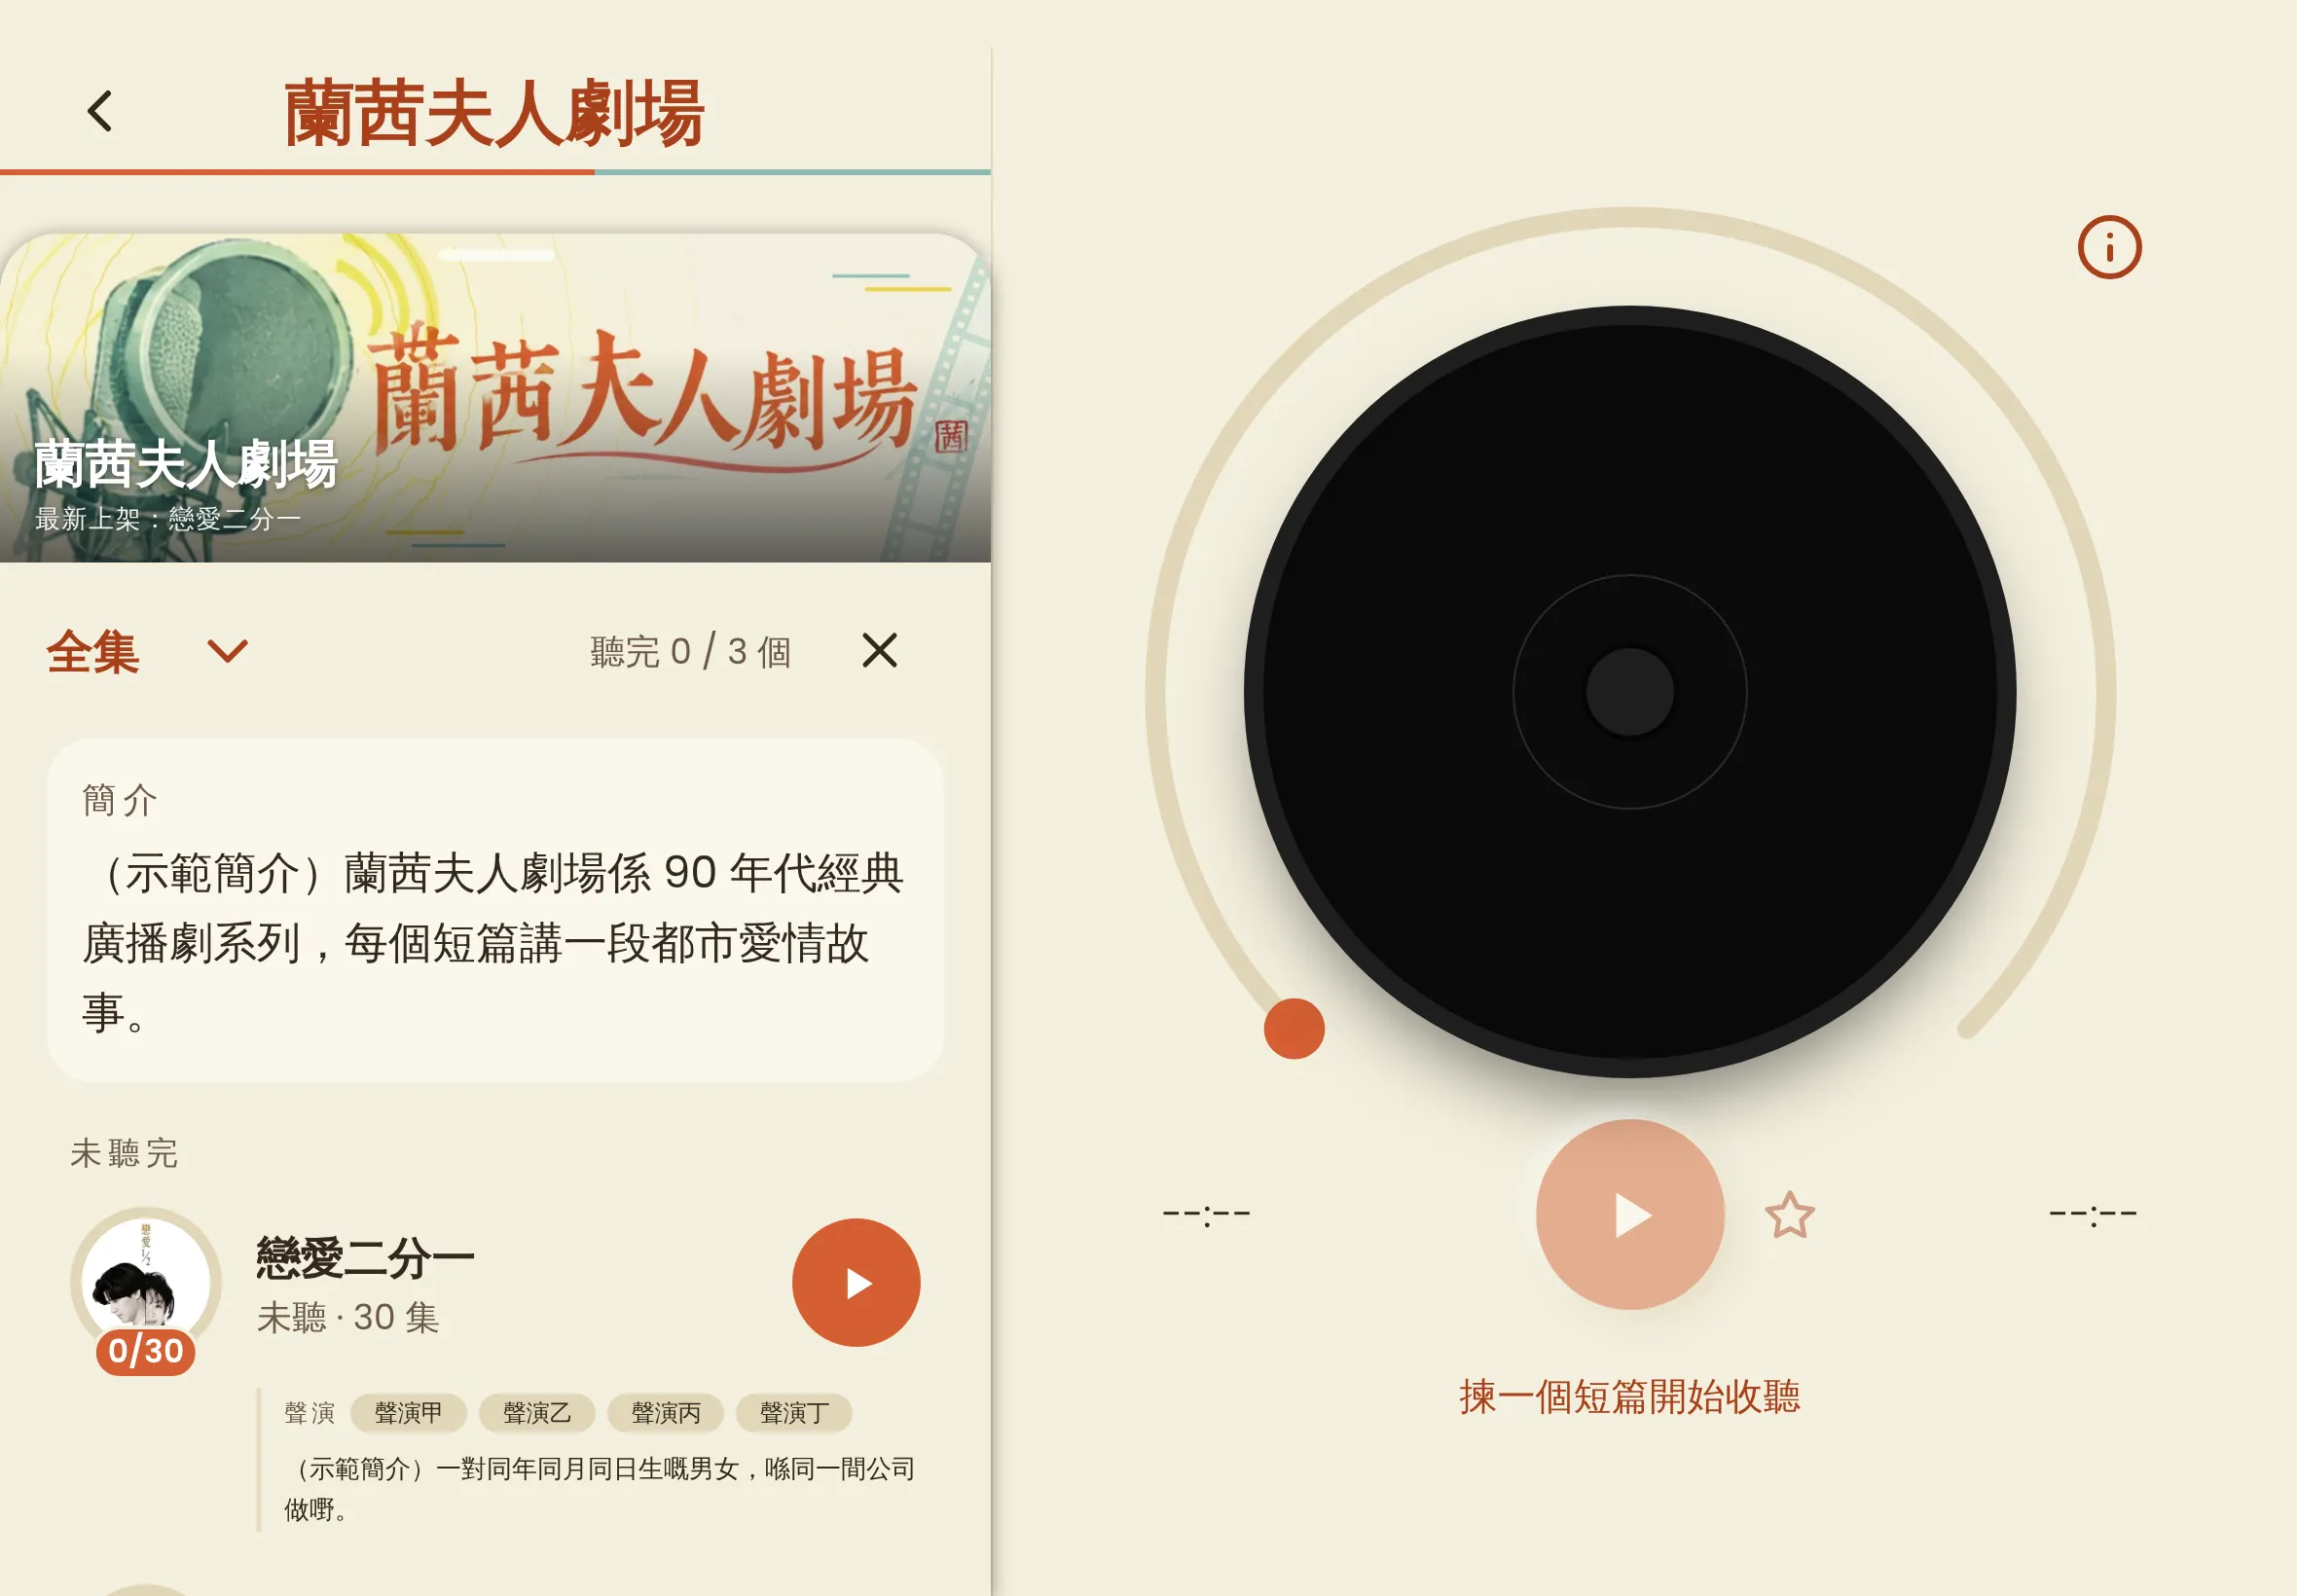 蘭茜夫人劇場
蘭茜夫人劇場
茜
蘭茜夫人劇場
最新上架：戀愛二分一
全集
聽完 0 / 3 個
簡介
（示範簡介）蘭茜夫人劇場係 90 年代經典
廣播劇系列，每個短篇講一段都市愛情故
事。
未聽完
戀愛1/2
戀愛二分一
未聽 · 30 集
0/30
聲演 聲演甲 聲演乙 聲演丙 聲演丁
（示範簡介）一對同年同月同日生嘅男女，喺同一間公司
做嘢。
--:--
--:--
揀一個短篇開始收聽